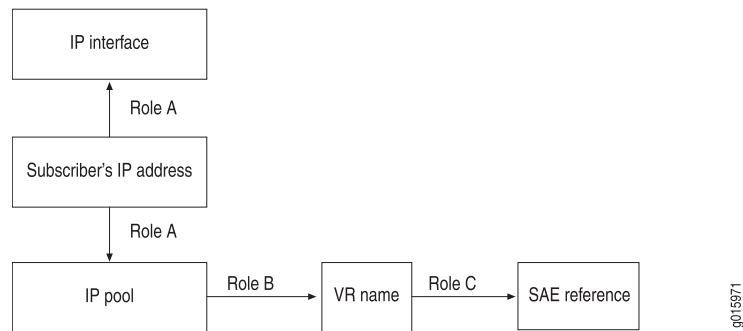 IP interface
Role A
Subscriber's IP address
Role A
IP pool
Role B
VR name
Role C
SAE reference
g015971